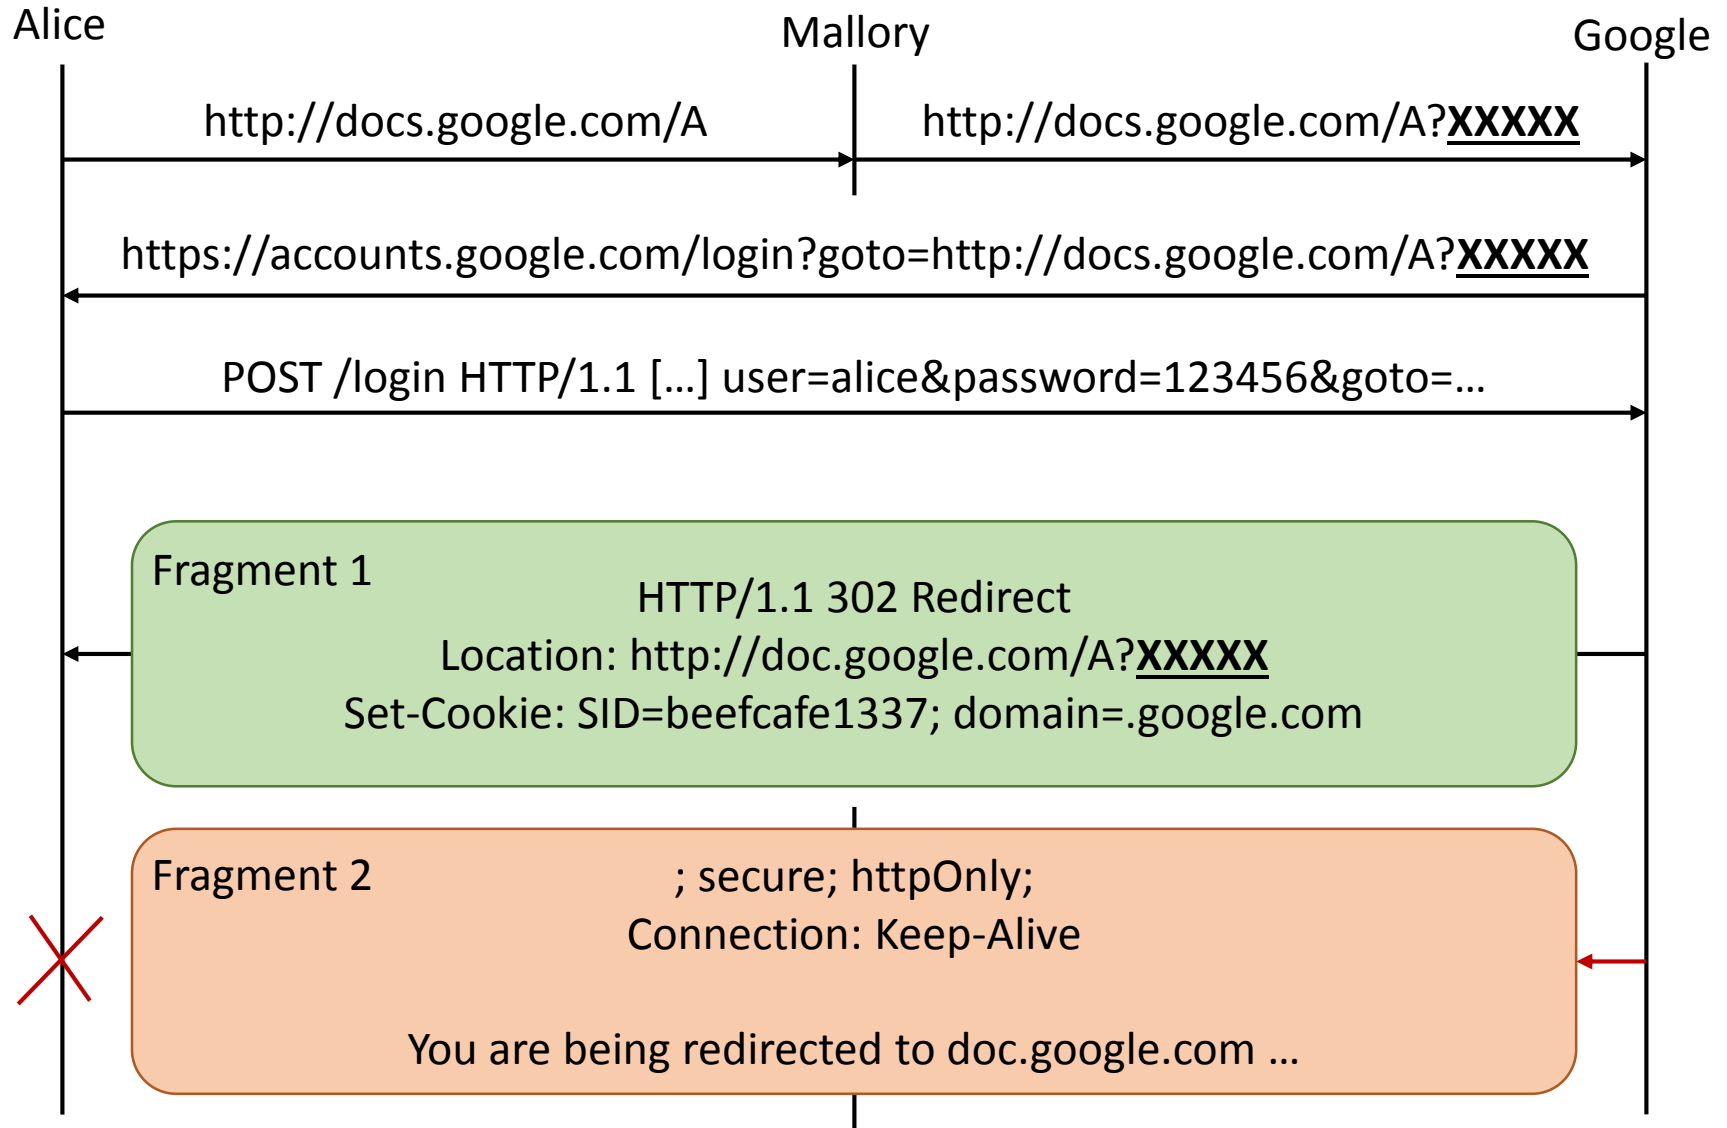 Alice
Mallory
Google
http://docs.google.com/A
http://docs.google.com/A?XXXXX
https://accounts.google.com/login?goto=http://docs.google.com/A?XXXXX
POST /login HTTP/1.1 [...] user=alice&password=123456&goto=...
Fragment 1
HTTP/1.1 302 Redirect
Location: http://doc.google.com/A?XXXXX
Set-Cookie: SID=beefcafe1337; domain=.google.com
Fragment 2
; secure; httpOnly;
Connection: Keep-Alive
You are being redirected to doc.google.com ...